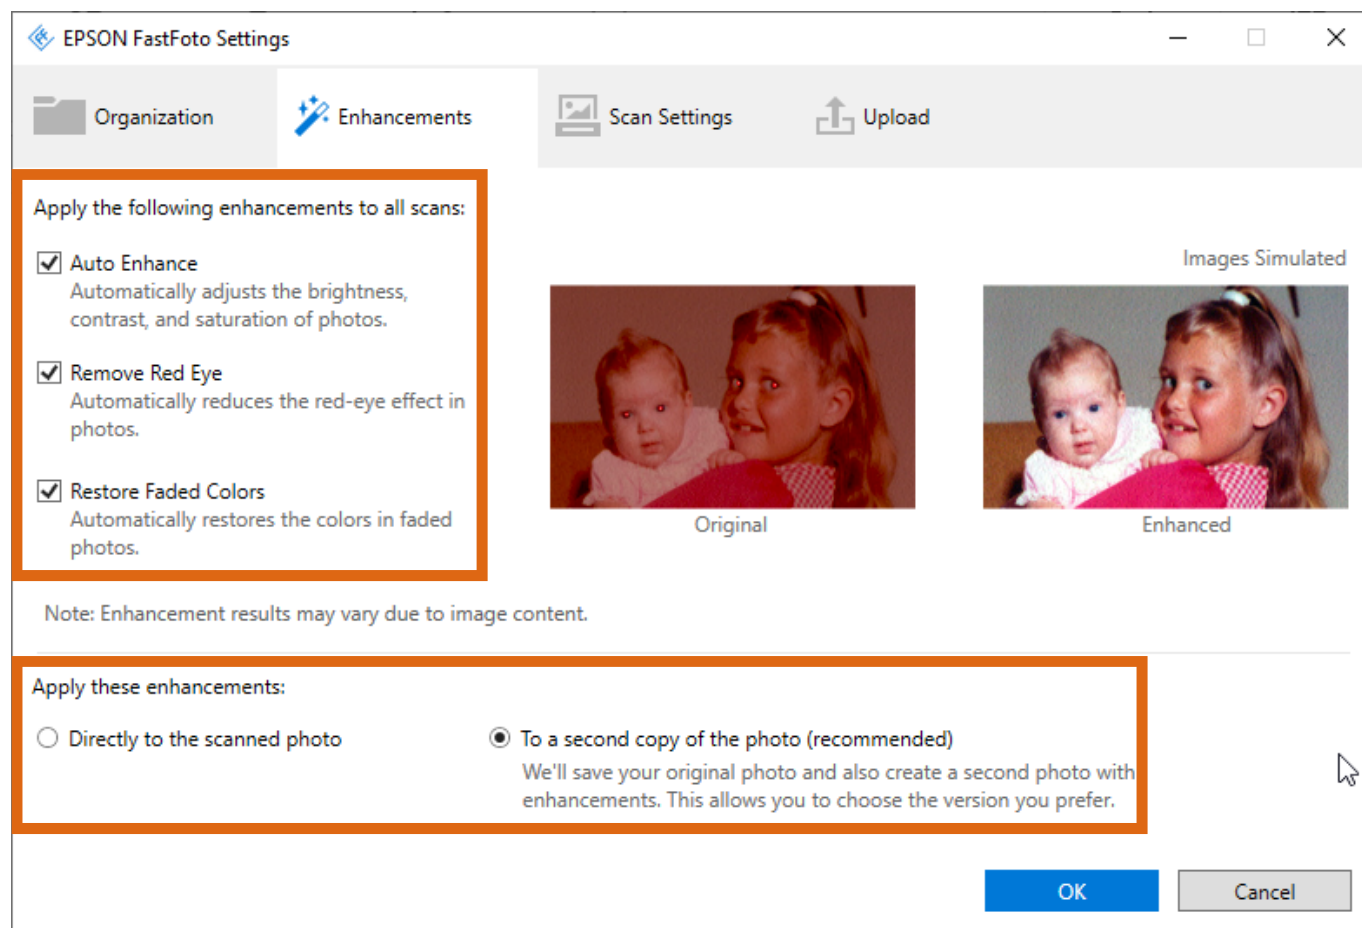 EPSON FastFoto Settings
Organization
Enhancements
Scan Settings
Upload
Apply the following enhancements to all scans:
Auto Enhance
Automatically adjusts the brightness,
contrast, and saturation of photos.
Remove Red Eye
Automatically reduces the red-eye effect in
photos.
Restore Faded Colors
Automatically restores the colors in faded
photos.
Images Simulated
Original
Enhanced
Note: Enhancement results may vary due to image content.
Apply these enhancements:
Directly to the scanned photo
To a second copy of the photo (recommended)
We'll save your original photo and also create a second photo with
enhancements. This allows you to choose the version you prefer.
OK
Cancel